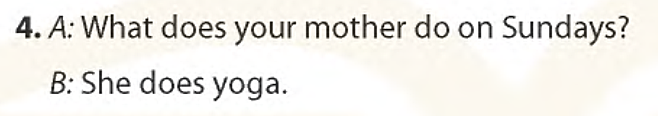 4. A: What does your mother do on Sundays?
B: She does yoga.